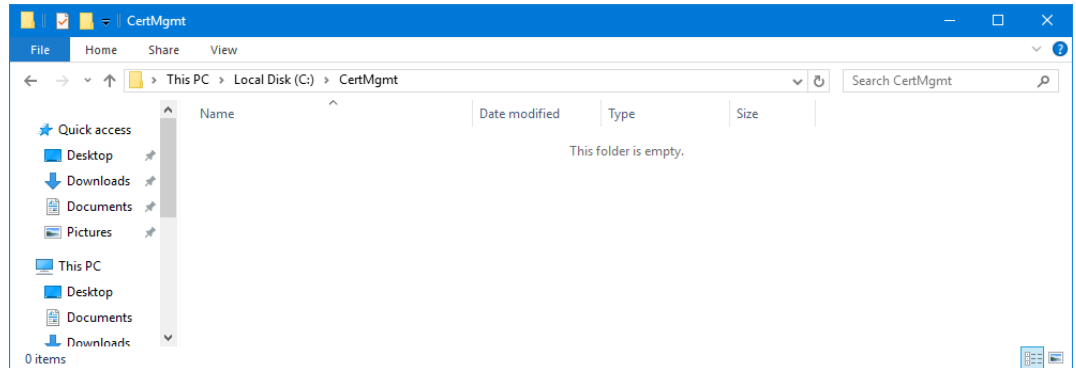 CertMgmt
File Home Share View
This PC > Local Disk (C:) > CertMgmt Search CertMgmt
Name Date modified Type Size
This folder is empty.
Quick access
Desktop
Downloads
Documents
Pictures
This PC
Desktop
Documents
Downloads
0 items